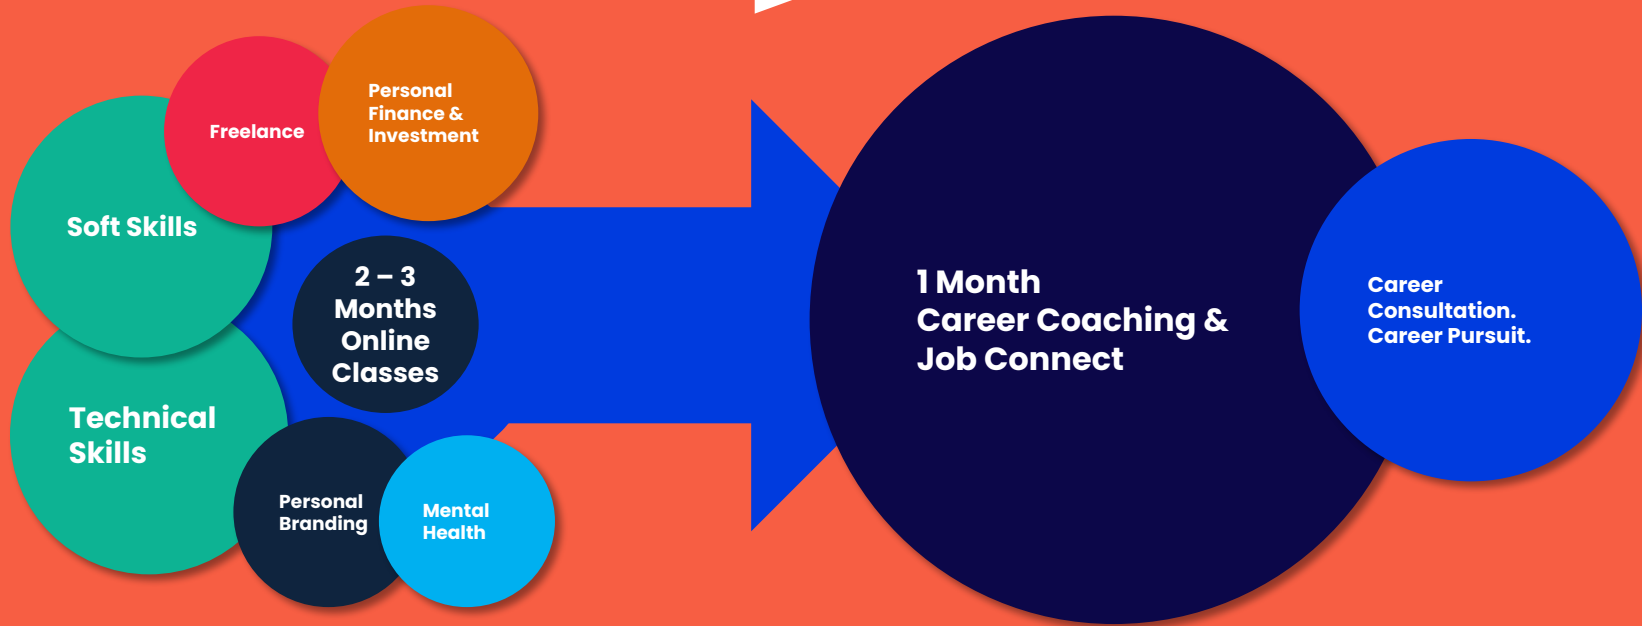 Freelance
Personal
Finance &
Investment
Soft Skills
2 – 3
Months
Online
Classes
Technical
Skills
Personal
Branding
Mental
Health
1 Month
Career Coaching &
Job Connect
Career
Consultation.
Career Pursuit.